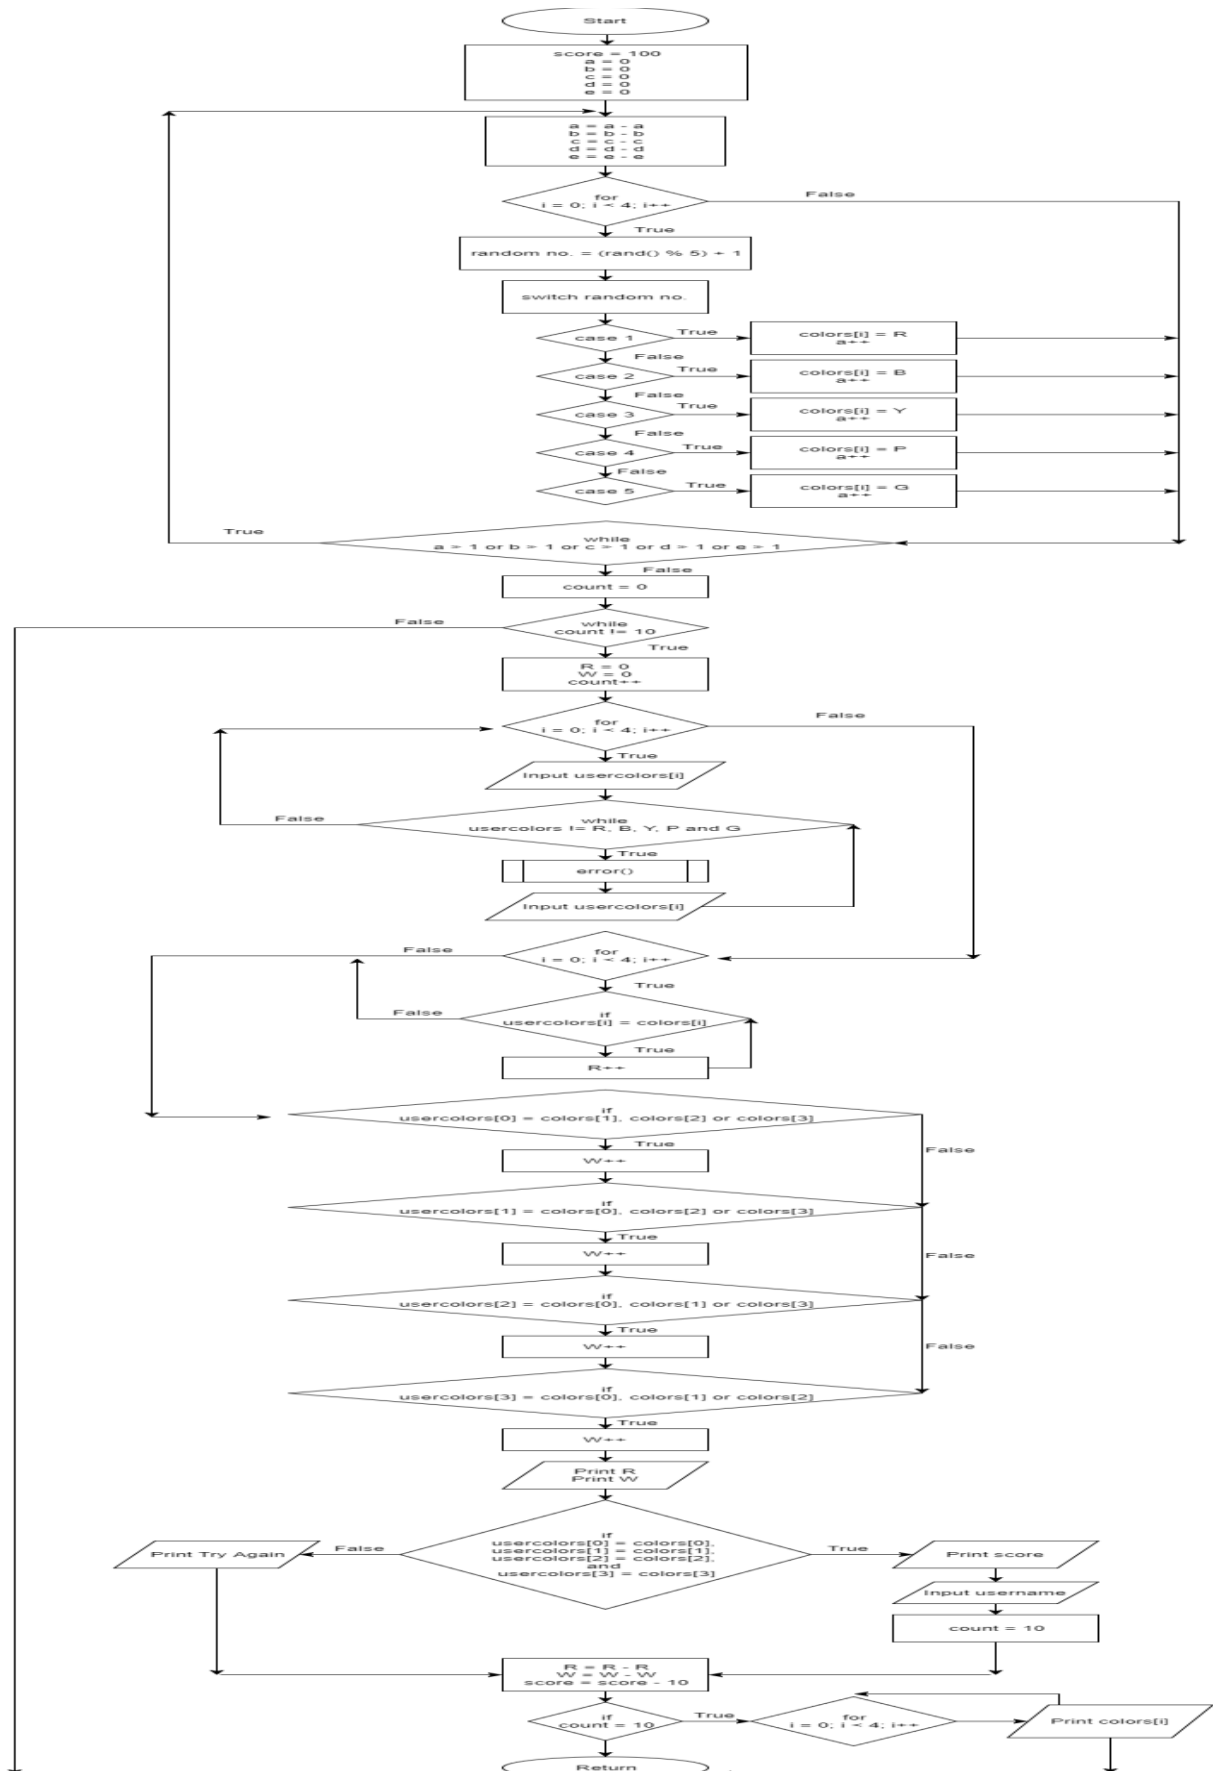 Start
score = 100
a = 0
b = 0
c = 0
d = 0
e = 0
a = a - a
b = b - b
c = c - c
d = d - d
e = e - e
for
i = 0; i < 4; i++
False
True
random no. = (rand() % 5) + 1
switch random no.
case 1
True
colors[i] = R
a++
False
case 2
True
colors[i] = B
a++
False
case 3
True
colors[i] = Y
a++
False
case 4
True
colors[i] = P
a++
False
case 5
True
colors[i] = G
a++
True
while
a > 1 or b > 1 or c > 1 or d > 1 or e > 1
False
count = 0
False
while
count != 10
True
R = 0
W = 0
count++
for
i = 0; i < 4; i++
False
True
Input usercolors[i]
while
usercolors != R, B, Y, P and G
False
True
error()
Input usercolors[i]
False
for
i = 0; i < 4; i++
True
if
usercolors[i] = colors[i]
False
True
R++
if
usercolors[0] = colors[1], colors[2] or colors[3]
True
False
W++
if
usercolors[1] = colors[0], colors[2] or colors[3]
True
False
W++
if
usercolors[2] = colors[0], colors[1] or colors[3]
True
False
W++
if
usercolors[3] = colors[0], colors[1] or colors[2]
True
W++
Print R
Print W
if
usercolors[0] = colors[0],
usercolors[1] = colors[1],
usercolors[2] = colors[2],
and
usercolors[3] = colors[3]
False
Print Try Again
True
Print score
Input username
count = 10
R = R - R
W = W - W
score = score - 10
if
count = 10
True
for
i = 0; i < 4; i++
Print colors[i]
Return